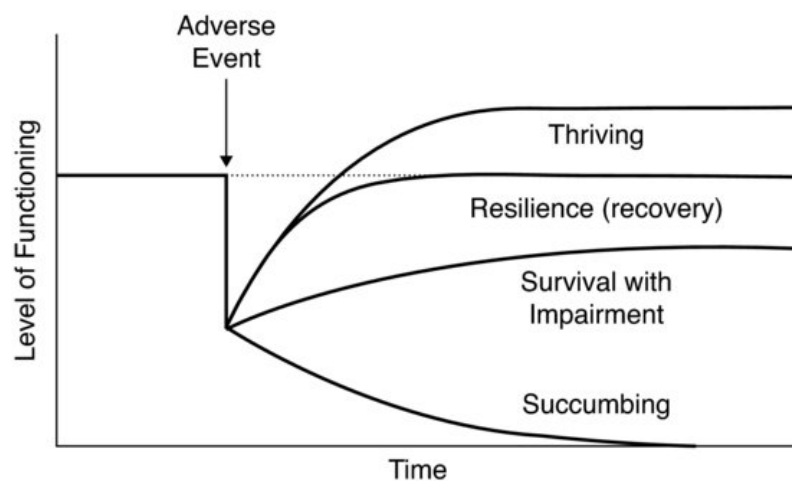 Adverse
Event
Thriving
Resilience (recovery)
Survival with
Impairment
Succumbing
Level of Functioning
Time